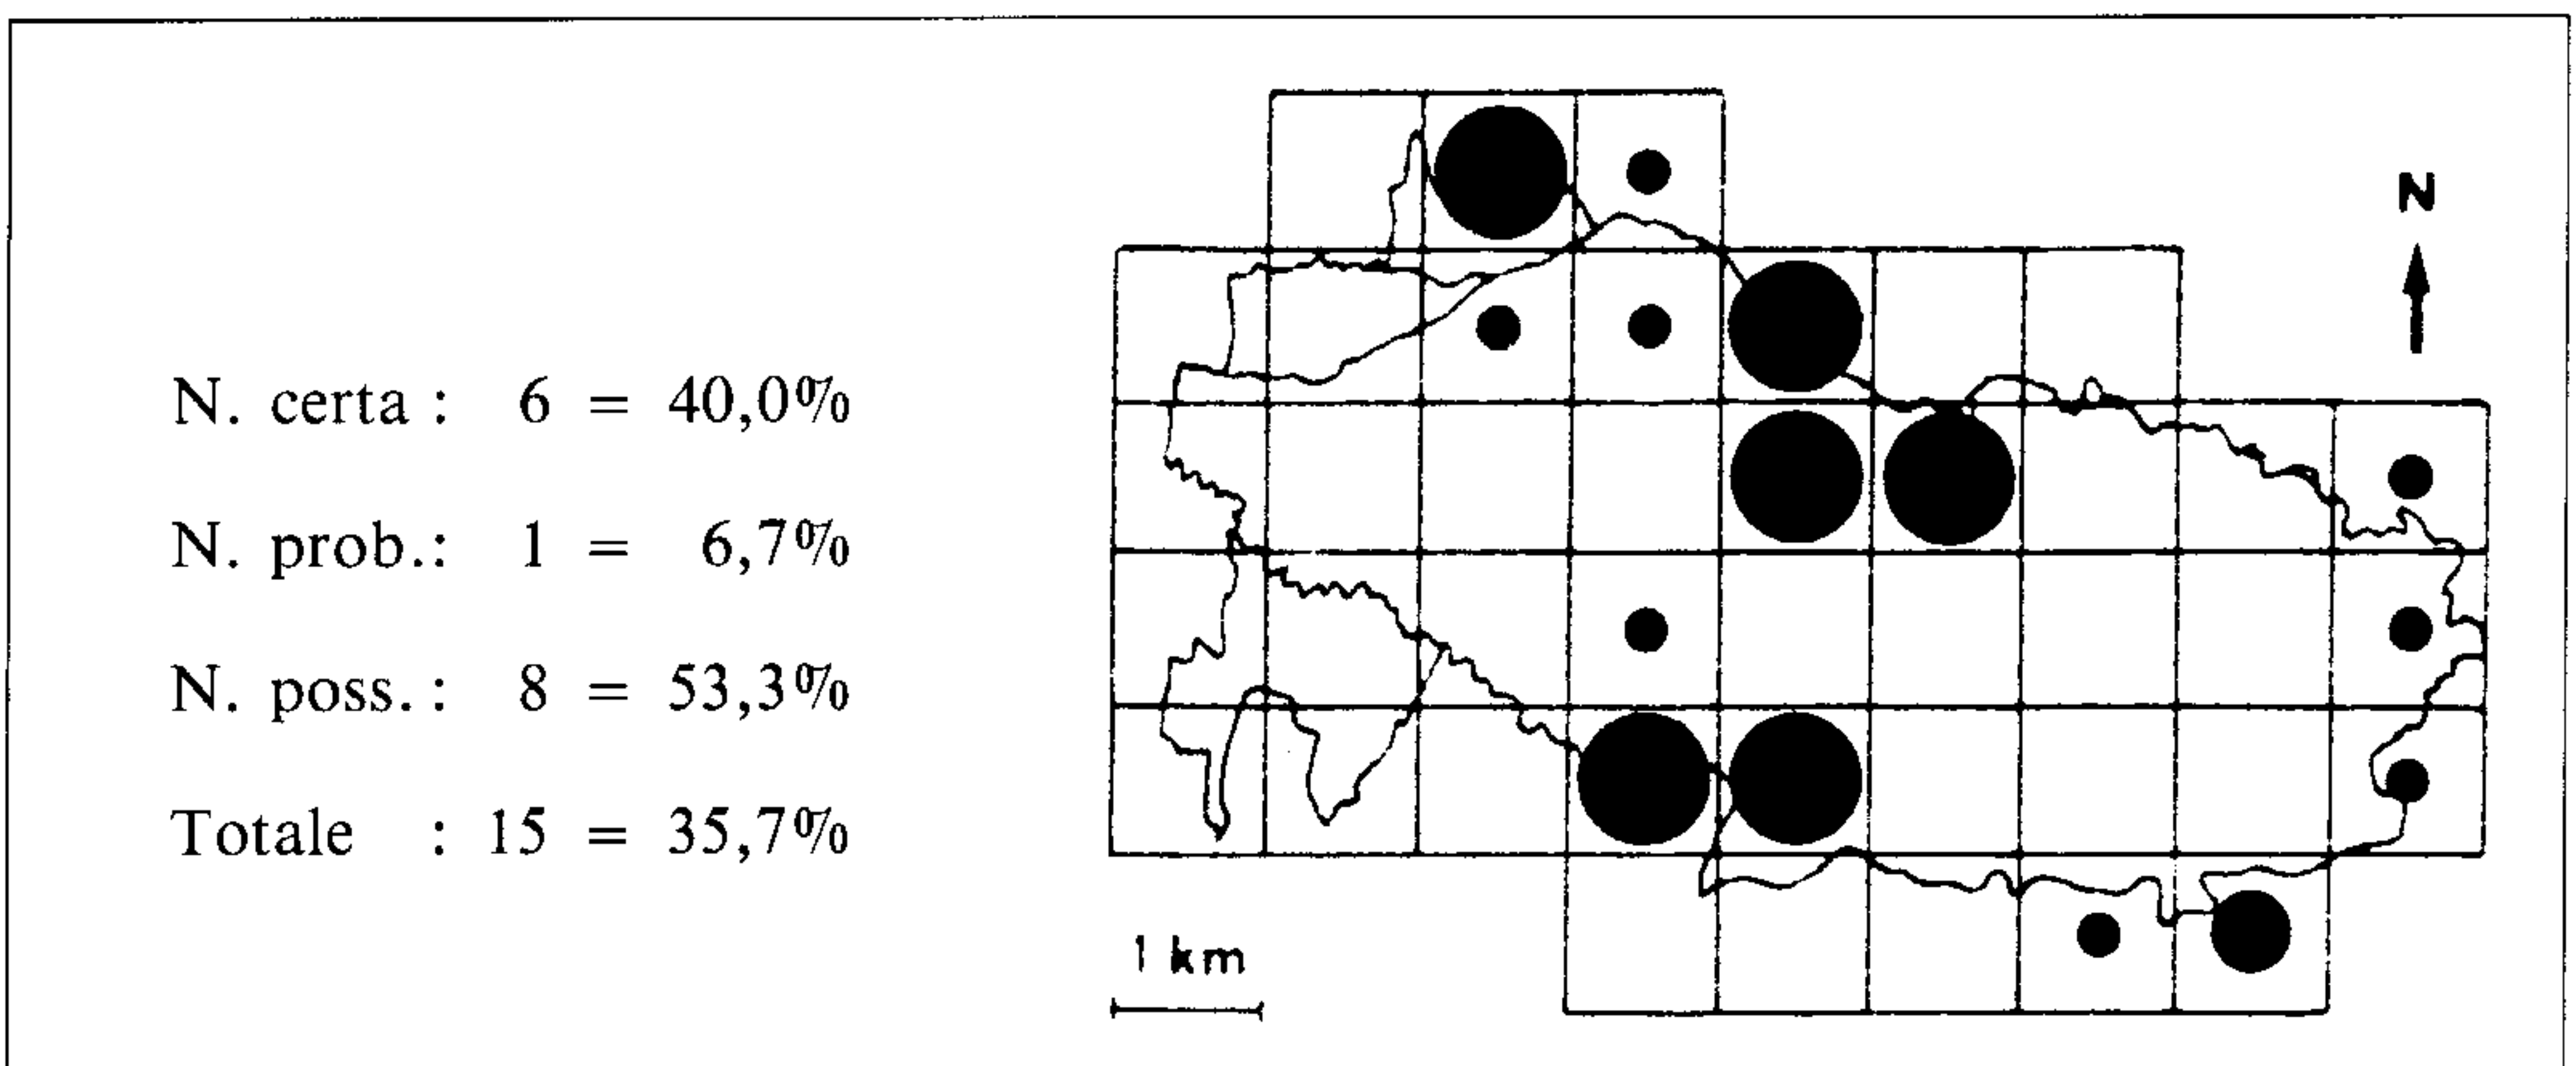 N. certa : 6 = 40,0%
N. prob.: 1 = 6,7%
N. poss. : 8 = 53,3%
Totale : 15 = 35,7%
N
1 km